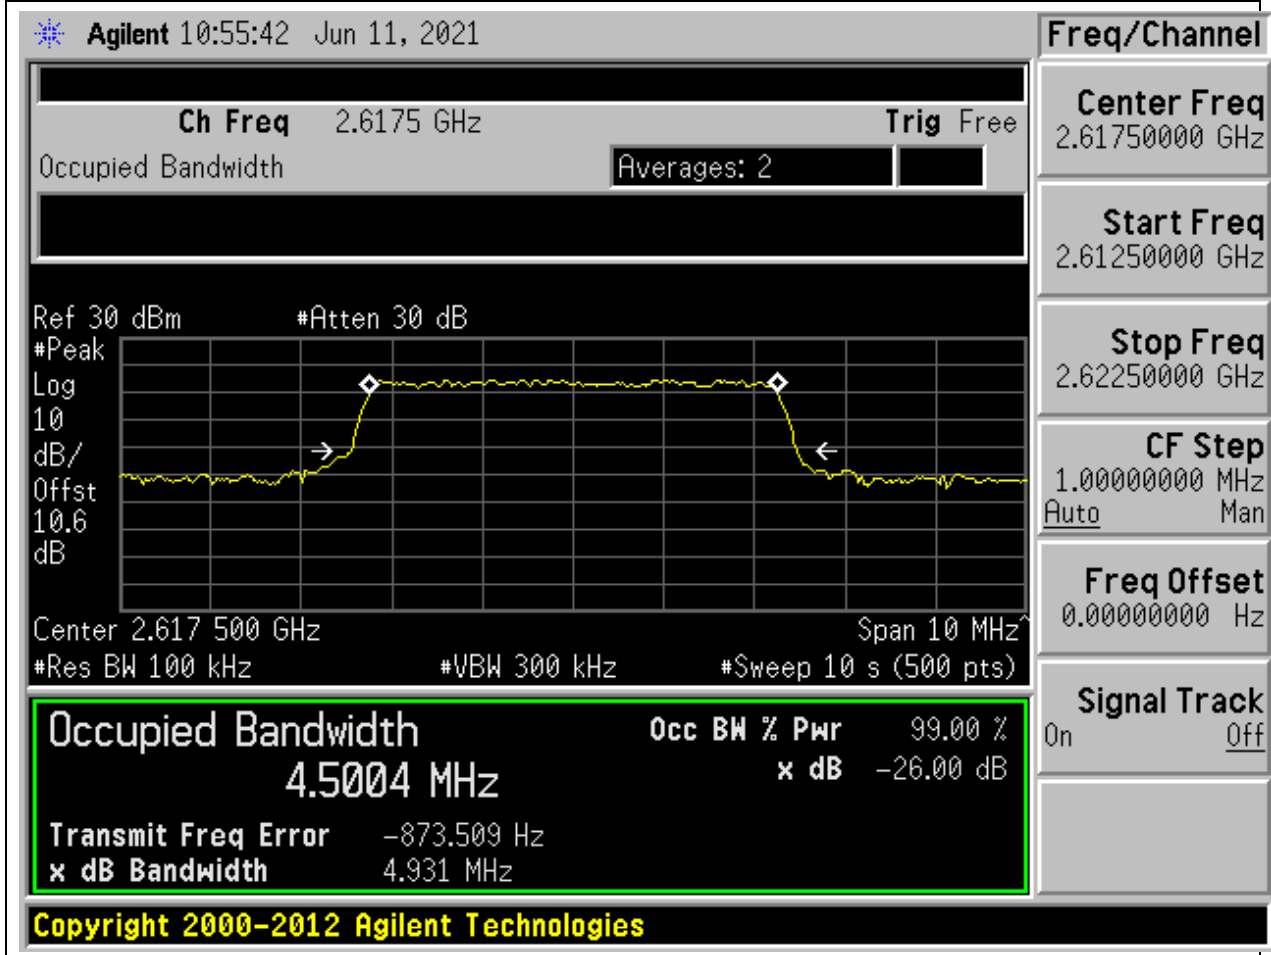 Agilent 10:55:42 Jun 11, 2021
Freq/Channel
Ch Freq 2.6175 GHz Trig Free
Occupied Bandwidth Averages: 2
Center Freq
2.61750000 GHz
Start Freq
2.61250000 GHz
Stop Freq
2.62250000 GHz
CF Step
1.00000000 MHz
Auto Man
Freq Offset
0.00000000 Hz
Signal Track
On Off
Ref 30 dBm #Atten 30 dB
#Peak
Log
10
dB/
Offst
10.6
dB
Center 2.617 500 GHz Span 10 MHz^
#Res BW 100 kHz #VBW 300 kHz #Sweep 10 s (500 pts)
Occupied Bandwidth Occ BW % Pwr 99.00 %
4.5004 MHz x dB -26.00 dB
Transmit Freq Error -873.509 Hz
x dB Bandwidth 4.931 MHz
Copyright 2000-2012 Agilent Technologies